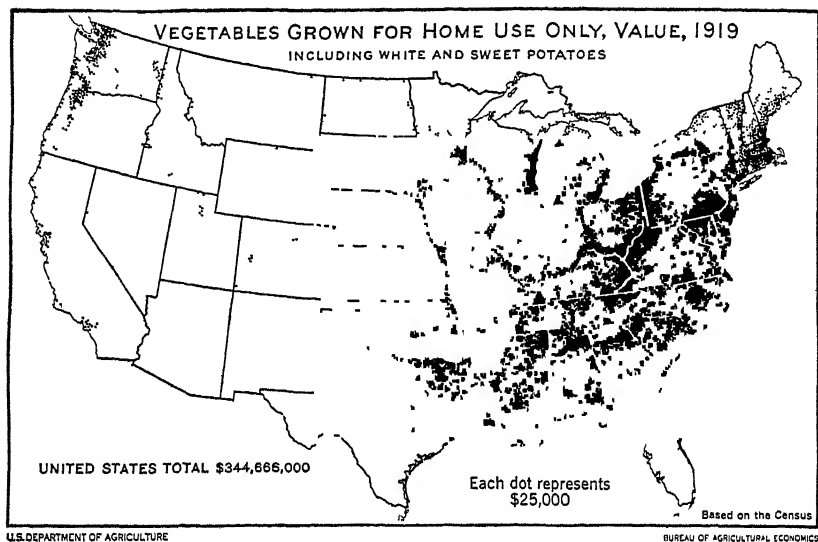 VEGETABLES GROWN FOR HOME USE ONLY, VALUE, 1919
INCLUDING WHITE AND SWEET POTATOES
UNITED STATES TOTAL $344,666,000
Each dot represents
$25,000
Based on the Census
U.S. DEPARTMENT OF AGRICULTURE
BUREAU OF AGRICULTURAL ECONOMICS